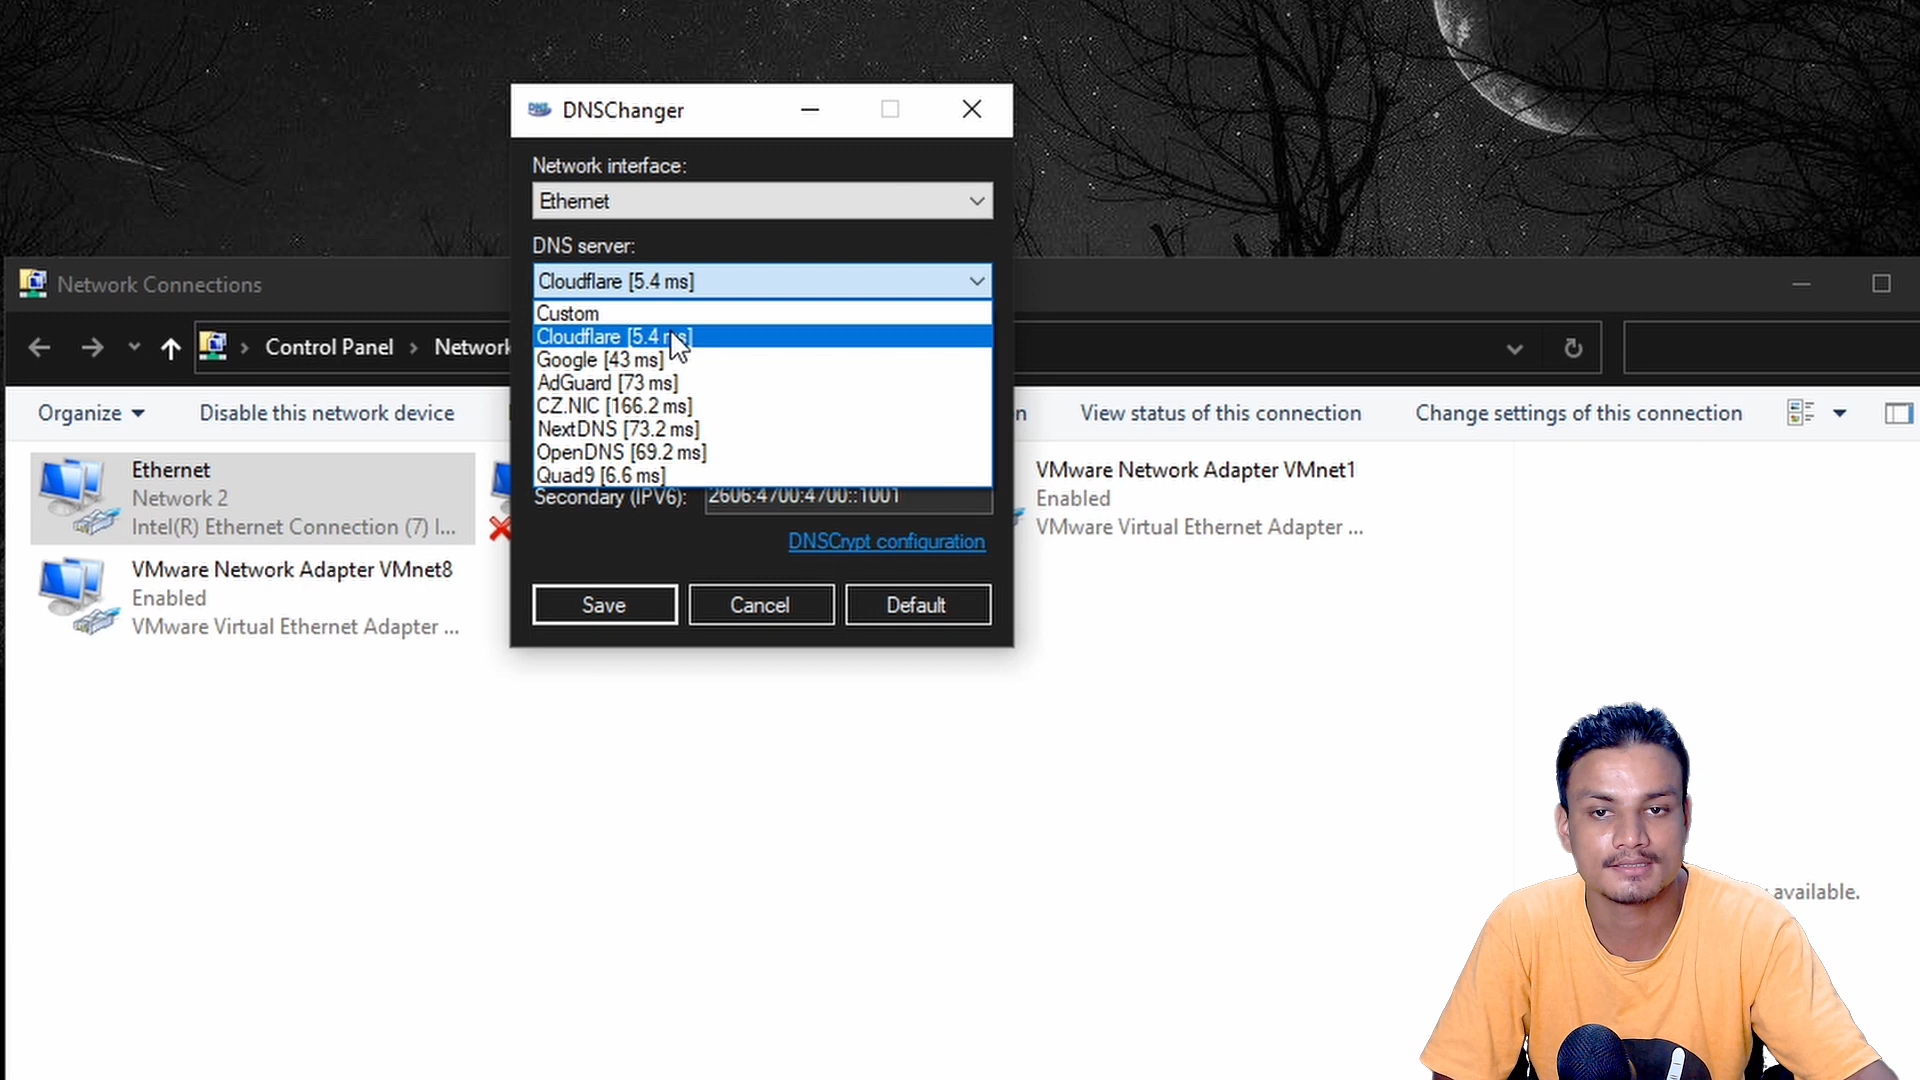 DNSChanger
Network interface:
Ethernet
DNS server:
Cloudflare [5.4 ms]
Custom
Cloudflare [5.4 ms]
Google [43 ms]
AdGuard [73 ms]
CZ.NIC [166.2 ms]
NextDNS [73.2 ms]
OpenDNS [69.2 ms]
Quad9 [6.6 ms]
Secondary (IPV6): 2606:4700:4700::1001
DNSCrypt configuration
Save Cancel Default
Network Connections
Control Panel
Network
Organize Disable this network device View status of this connection Change settings of this connection
Ethernet
Network 2
Intel(R) Ethernet Connection (7) I...
VMware Network Adapter VMnet1
Enabled
VMware Virtual Ethernet Adapter ...
VMware Network Adapter VMnet8
Enabled
VMware Virtual Ethernet Adapter ...
available.